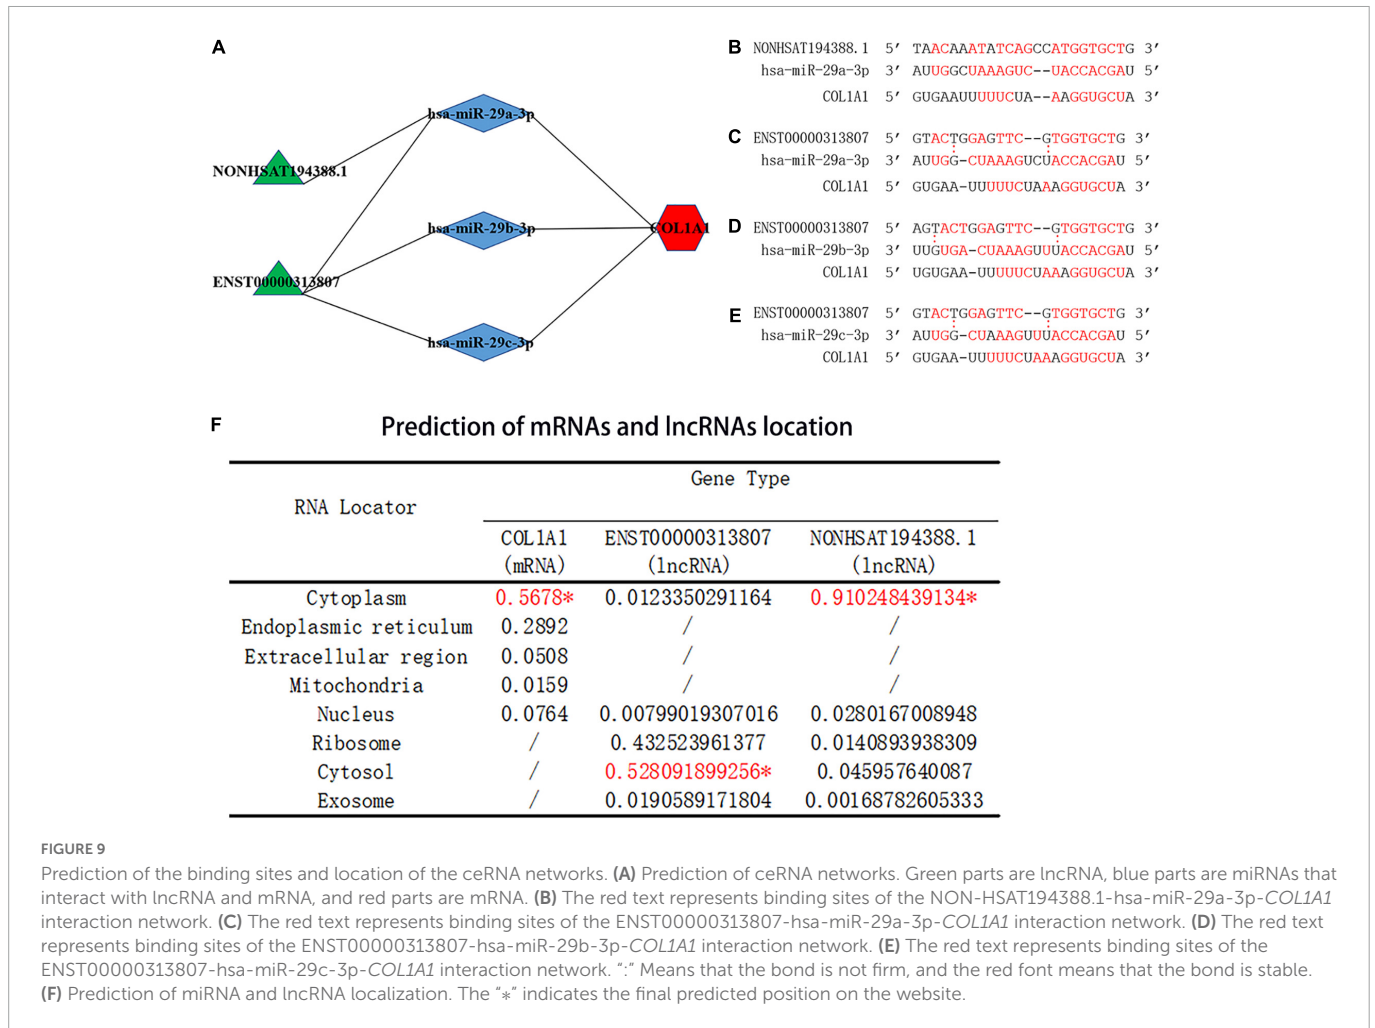 A
hsa-miR-29a-3p
NONHSAT194388.1
hsa-miR-29b-3p
COL1A1
ENST00000313807
hsa-miR-29c-3p
B NONHSAT194388.1 5′ TAACAAATATCAGCCATGGTGCTG 3′
hsa-miR-29a-3p 3′ AUUGGCUAAAGUC--UACCACGAU 5′
COL1A1 5′ GUGAAUUUUUCUA--AAGGUGCUA 3′
C ENST00000313807 5′ GTACTGGAGTTC--GTGGTGCTG 3′
hsa-miR-29a-3p 3′ AUUGG-CUAAAGUCUACCACGAU 5′
COL1A1 5′ GUGAA-UUUUUCUAAAGGUGCUA 3′
D ENST00000313807 5′ AGTACTGGAGTTC--GTGGTGCTG 3′
hsa-miR-29b-3p 3′ UUGUGA-CUAAAGUUUACCACGAU 5′
COL1A1 5′ UGUGAA-UUUUUCUAAAGGUGCUA 3′
E ENST00000313807 5′ GTACTGGAGTTC--GTGGTGCTG 3′
hsa-miR-29c-3p 3′ AUUGG-CUAAAGUUUACCACGAU 5′
COL1A1 5′ GUGAA-UUUUUCUAAAGGUGCUA 3′
F Prediction of mRNAs and lncRNAs location
Gene Type
RNA Locator
COL1A1 ENST00000313807 NONHSAT194388.1
(mRNA) (lncRNA) (lncRNA)
Cytoplasm 0.5678* 0.0123350291164 0.910248439134*
Endoplasmic reticulum 0.2892 / /
Extracellular region 0.0508 / /
Mitochondria 0.0159 / /
Nucleus 0.0764 0.00799019307016 0.0280167008948
Ribosome / 0.432523961377 0.0140893938309
Cytosol / 0.528091899256* 0.045957640087
Exosome / 0.0190589171804 0.00168782605333
FIGURE 9
Prediction of the binding sites and location of the ceRNA networks. (A) Prediction of ceRNA networks. Green parts are lncRNA, blue parts are miRNAs that
interact with lncRNA and mRNA, and red parts are mRNA. (B) The red text represents binding sites of the NON-HSAT194388.1-hsa-miR-29a-3p-COL1A1
interaction network. (C) The red text represents binding sites of the ENST00000313807-hsa-miR-29a-3p-COL1A1 interaction network. (D) The red text
represents binding sites of the ENST00000313807-hsa-miR-29b-3p-COL1A1 interaction network. (E) The red text represents binding sites of the
ENST00000313807-hsa-miR-29c-3p-COL1A1 interaction network. “:” Means that the bond is not firm, and the red font means that the bond is stable.
(F) Prediction of miRNA and lncRNA localization. The “*” indicates the final predicted position on the website.